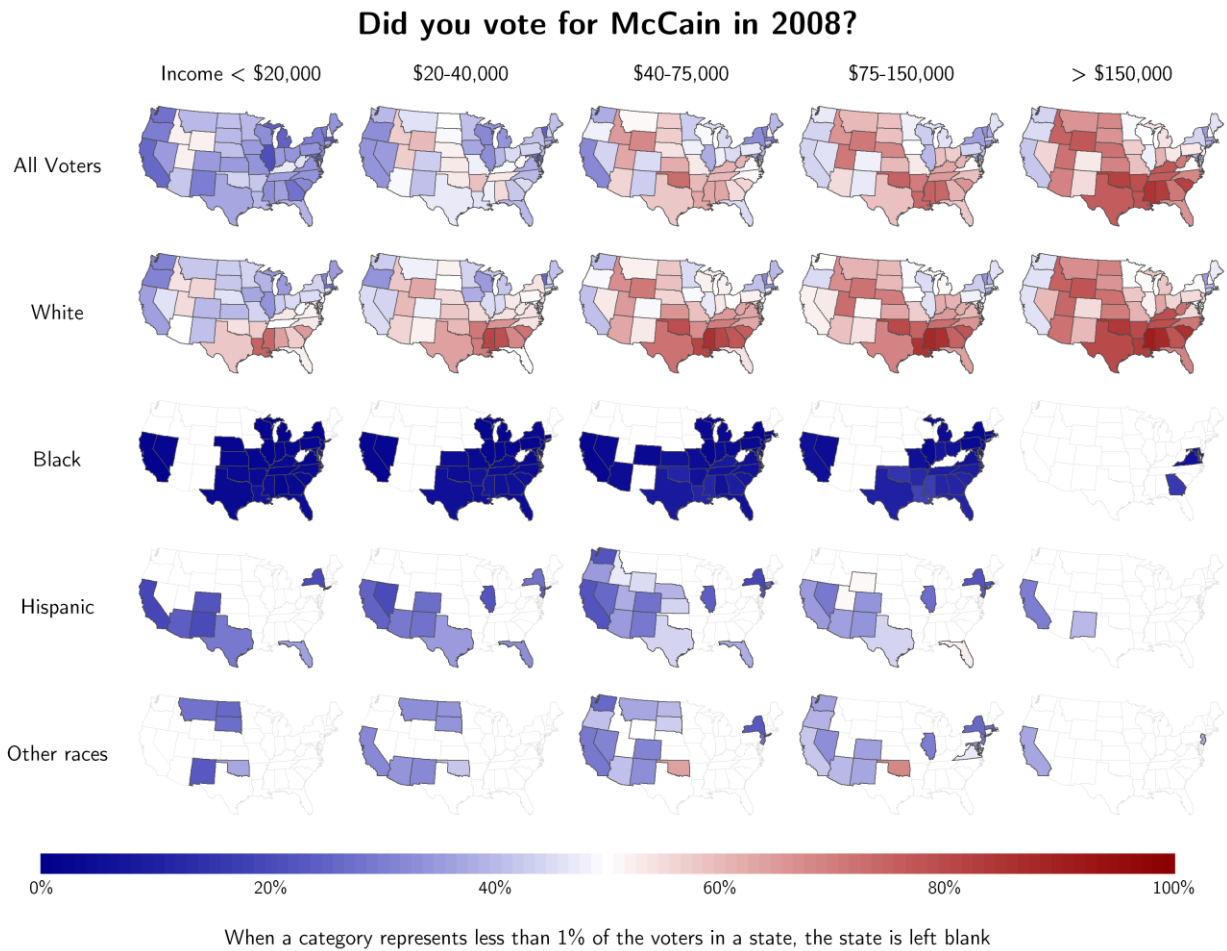 Did you vote for McCain in 2008?
Income < $20,000 $20-40,000 $40-75,000 $75-150,000 > $150,000
All Voters
White
Black
Hispanic
Other races
0% 20% 40% 60% 80% 100%
When a category represents less than 1% of the voters in a state, the state is left blank